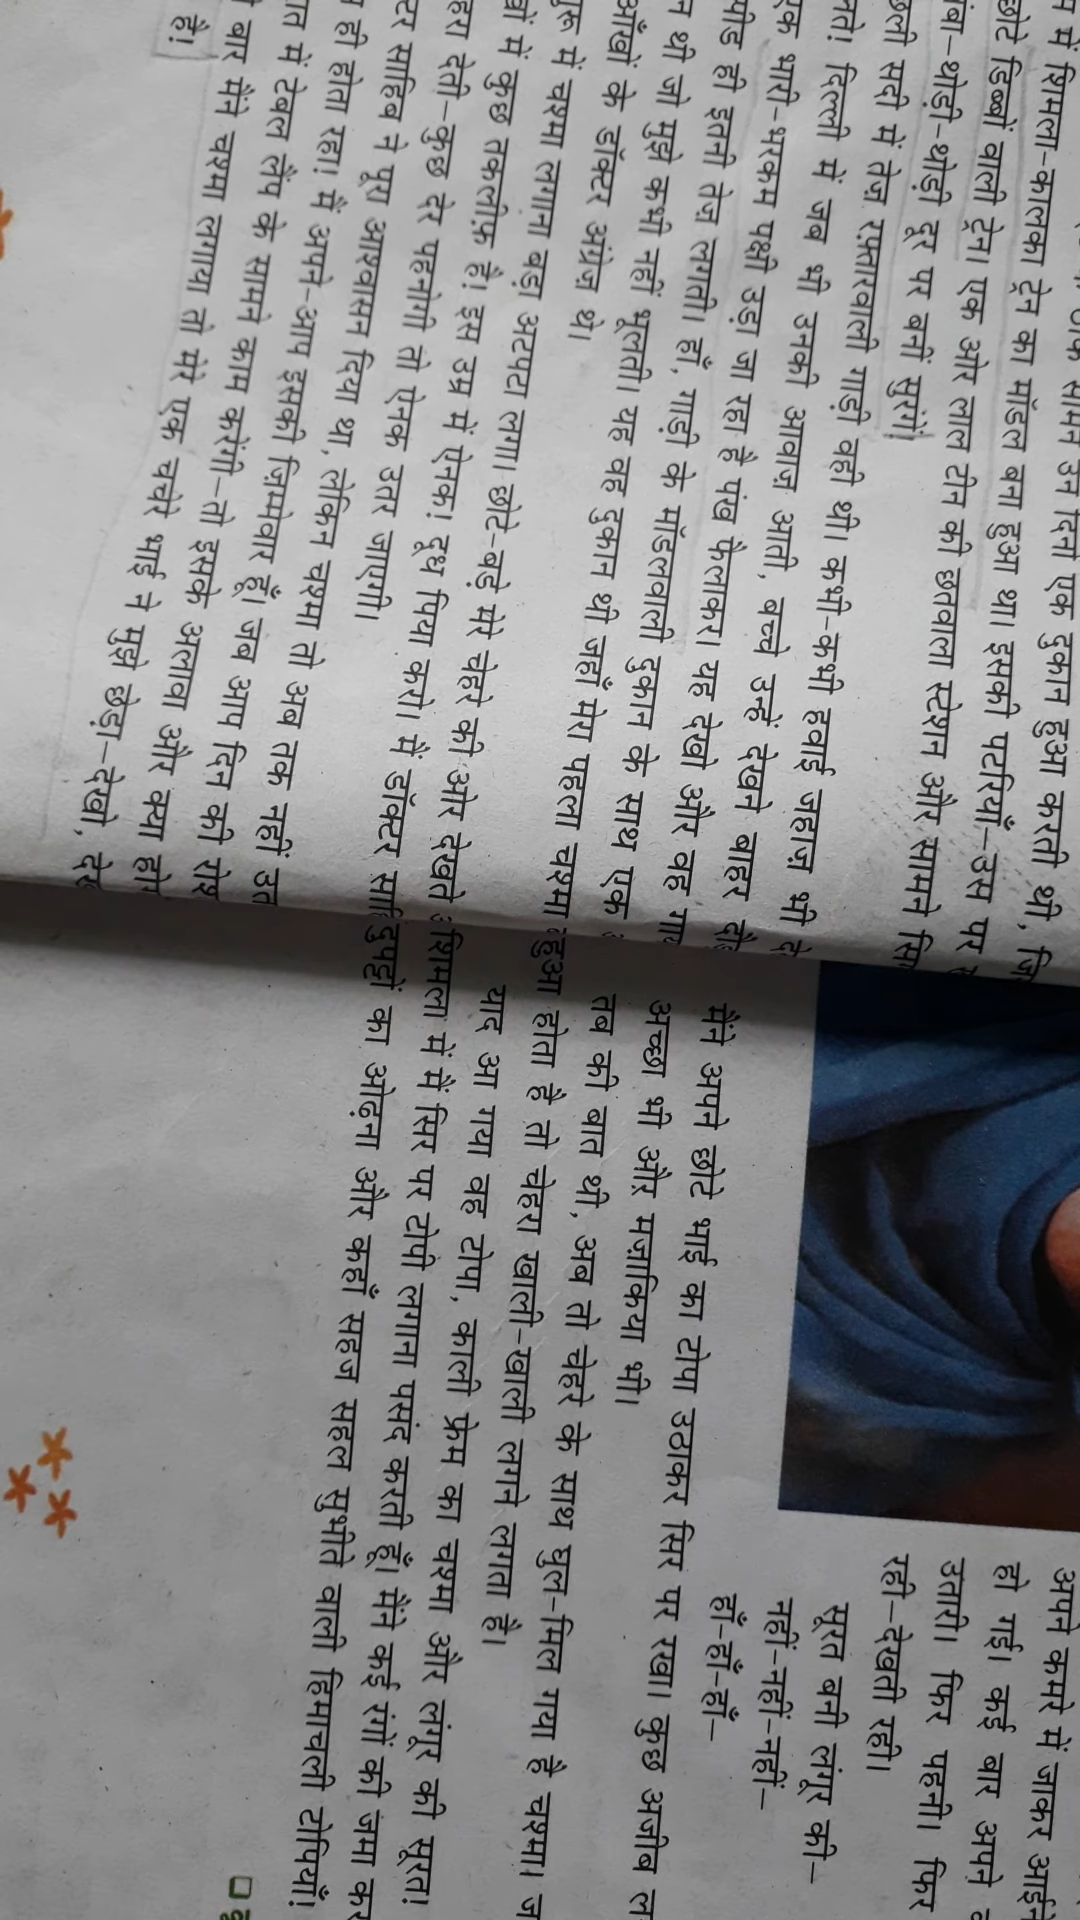 म में शिमला-कालका ट्रेन का मॉडल बना हुआ था। इसकी पटरियाँ-उस पर
छोटे डिब्बों वाली ट्रेन। एक ओर लाल टीन की छतवाला स्टेशन और सामने सि
थोड़ी-थोड़ी दूर पर बनी सुरंगें!
सदी में तेज़ रफ़्तारवाली गाड़ी वही थी। कभी-कभी हवाई जहाज़ भी दे
दिल्ली में जब भी उनकी आवाज़ आती, बच्चे उन्हें देखने बाहर दौ
एक भारी-भरकम पक्षी उड़ा जा रहा है पंख फैलाकर। यह देखो और वह गा
ही इतनी तेज़ लगती। हाँ, गाड़ी के मॉडलवाली दुकान के साथ एक
न थी जो मुझे कभी नहीं भूलती। यह वह दुकान थी जहाँ मेरा पहला चश्मा
आँखों के डॉक्टर अंग्रेज़ थे।
शुरू में चश्मा लगाना बड़ा अटपटा लगा। छोटे-बड़े मेरे चेहरे की ओर देखते
में कुछ तकलीफ़ है। इस उम्र में ऐनक! दूध पिया करो। मैं डॉक्टर सा
देती-कुछ देर पहनोगी तो ऐनक उतर जाएगी।
साहिब ने पूरा आश्वासन दिया था, लेकिन चश्मा तो अब तक नहीं उत
ही होता रहा। मैं अपने-आप इसकी ज़िम्मेवार हूँ। जब आप दिन की रोश
में टेबल लैंप के सामने काम करेंगी-तो इसके अलावा और क्या हो
बार मैंने चश्मा लगाया तो मेरे एक चचेरे भाई ने मुझे छेड़ा-देखो, दे
है!
अपने कमरे में जाकर आईने
हो गई। कई बार अपने
उतारी। फिर पहनी। फिर
रही-देखती रही।
सूरत बनी लंगूर की-
नहीं-नहीं-नहीं-
हाँ-हाँ-हाँ-
मैंने अपने छोटे भाई का टोपा उठाकर सिर पर रखा। कुछ अजीब ल
अच्छा भी और मज़ाकिया भी।
तब की बात थी, अब तो चेहरे के साथ घुल-मिल गया है चश्मा। ज
हुआ होता है तो चेहरा खाली-खाली लगने लगता है।
याद आ गया वह टोपा, काली फ्रेम का चश्मा और लंगूर की सूरत!
शिमला में मैं सिर पर टोपी लगाना पसंद करती हूँ। मैंने कई रंगों की जमा कर
दुपट्टों का ओढ़ना और कहाँ सहज सहल सुभीते वाली हिमाचली टोपियाँ!